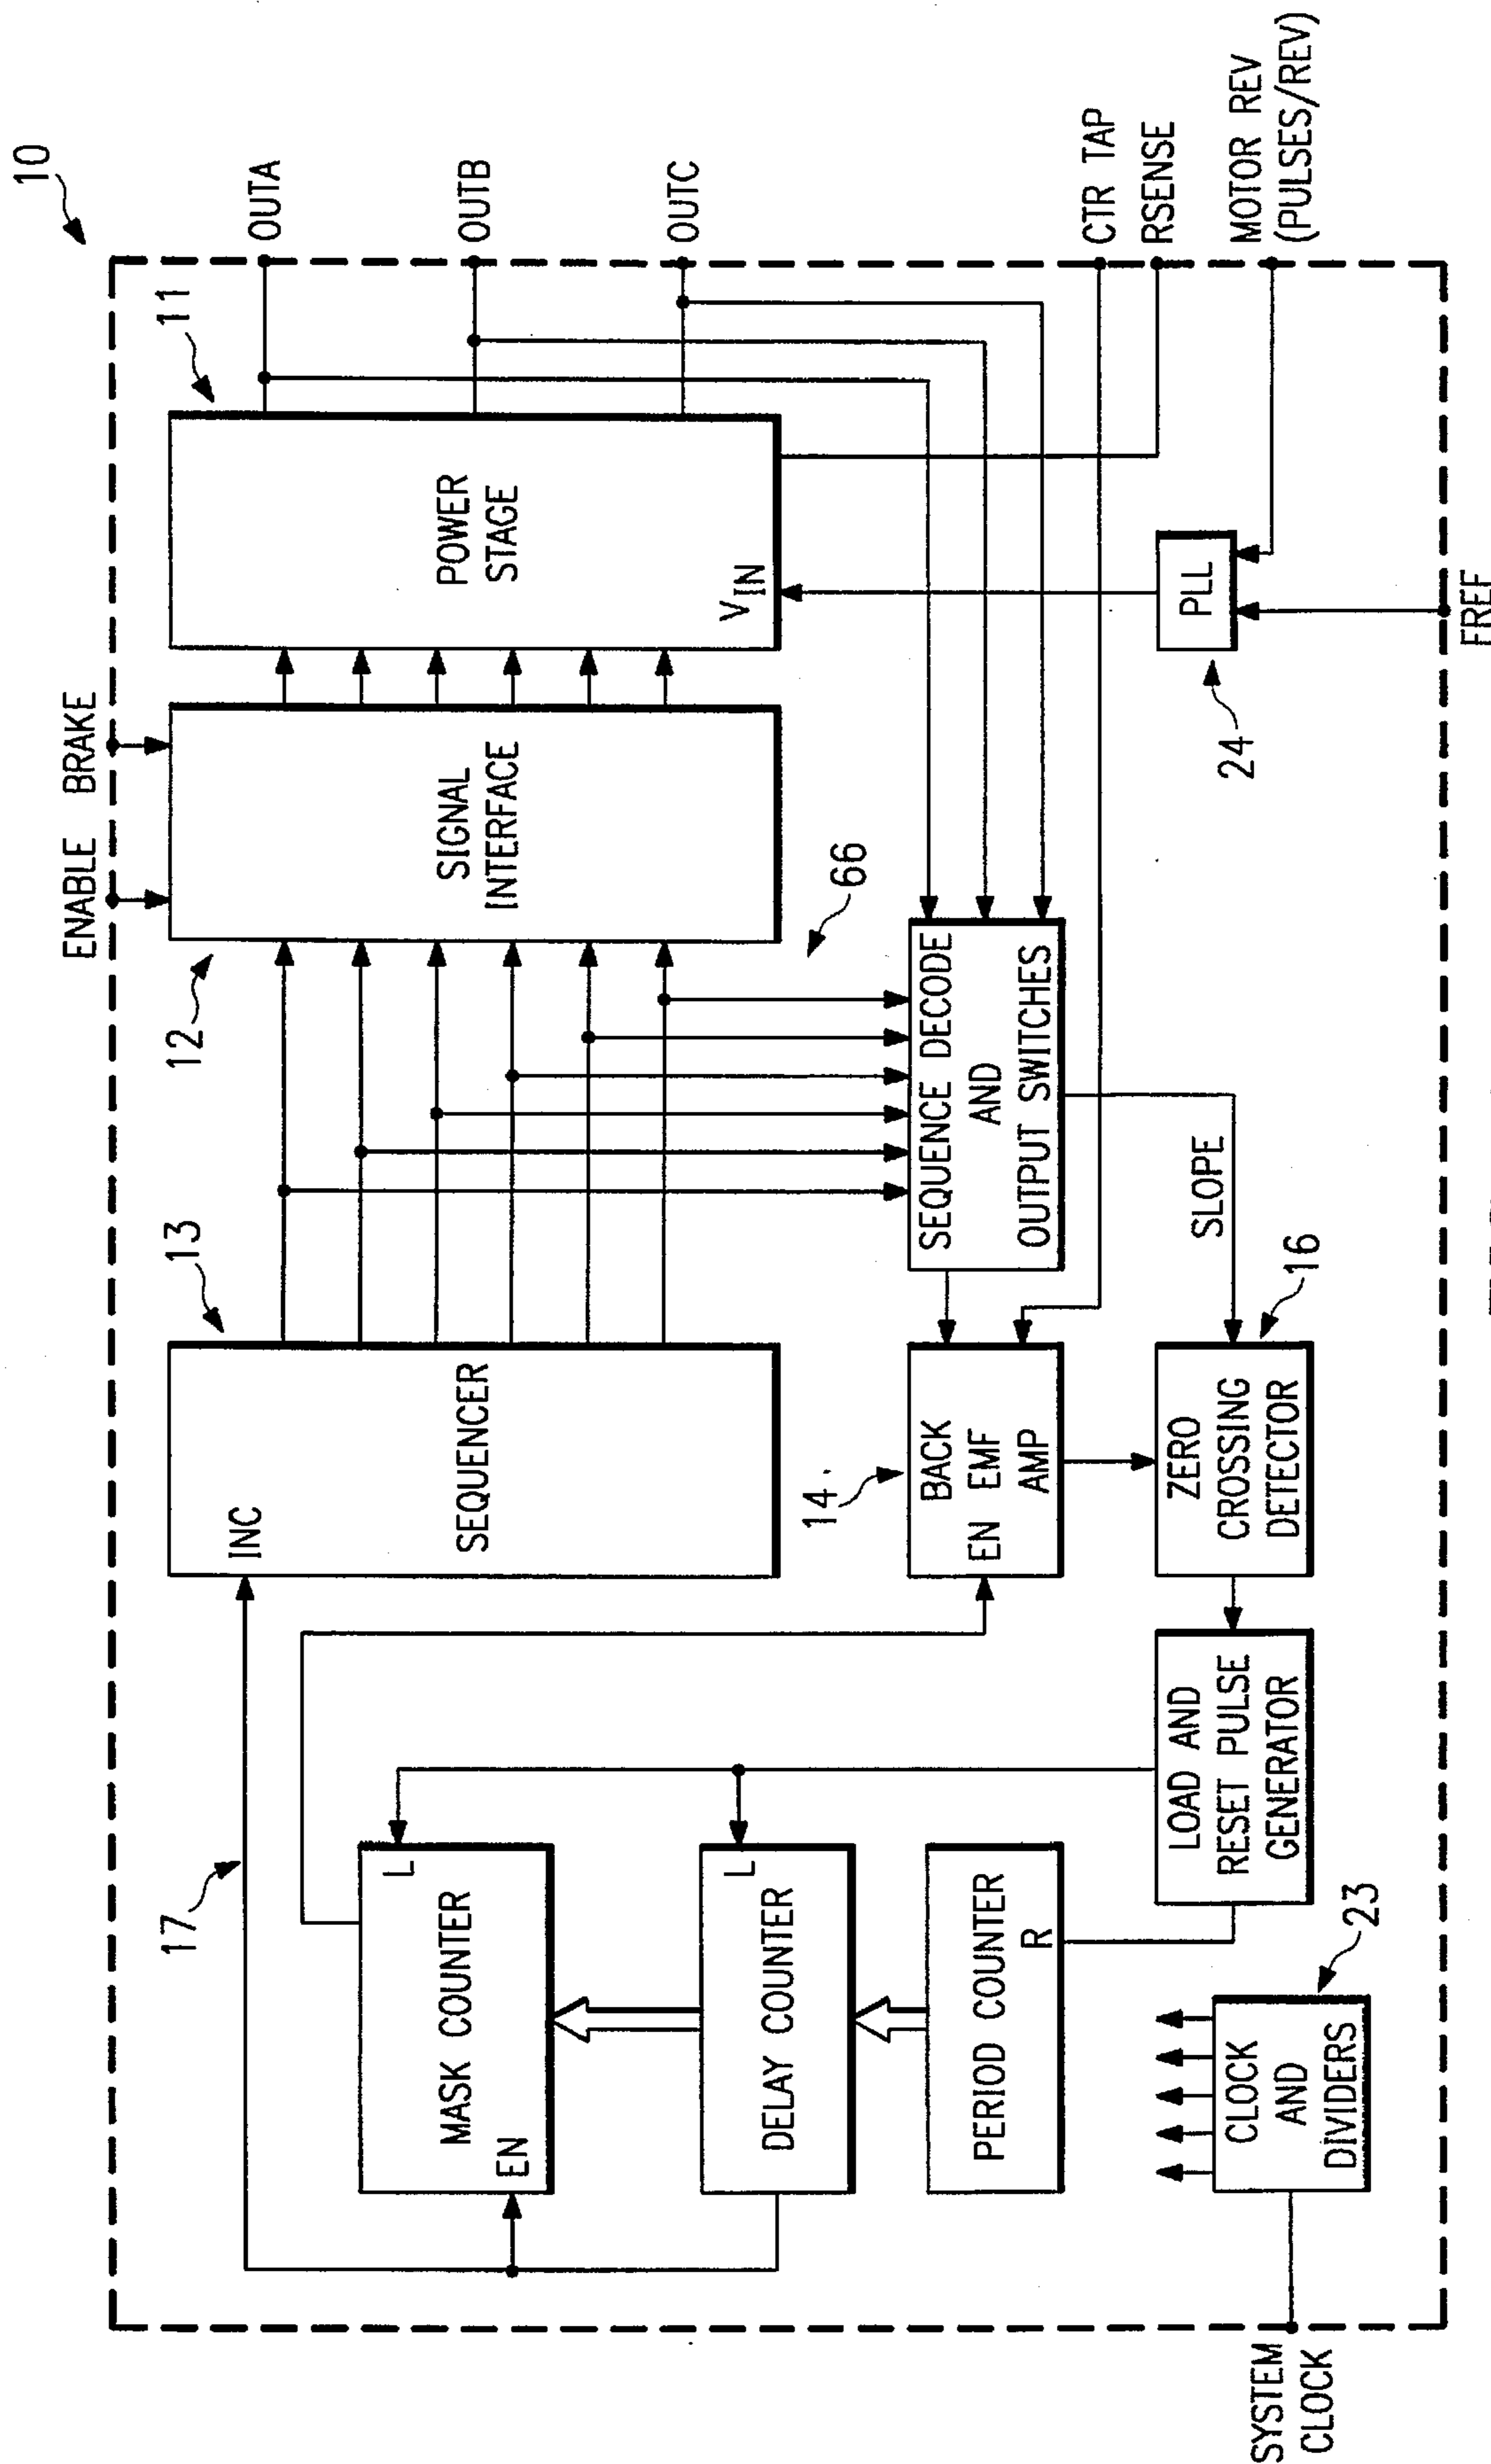 10
ENABLE BRAKE
OUTA
OUTB
OUTC
11
POWER
STAGE
V_IN
12
SIGNAL
INTERFACE
13
INC
SEQUENCER
17
MASK COUNTER
L
EN
DELAY COUNTER
L
PERIOD COUNTER
R
66
SEQUENCE DECODE
AND
OUTPUT SWITCHES
14
BACK
EN EMF
AMP
SLOPE
16
ZERO
CROSSING
DETECTOR
LOAD AND
RESET PULSE
GENERATOR
23
CLOCK
AND
DIVIDERS
SYSTEM
CLOCK
PLL
24
FREF
CTR TAP
RSENSE
MOTOR REV
(PULSES/REV)